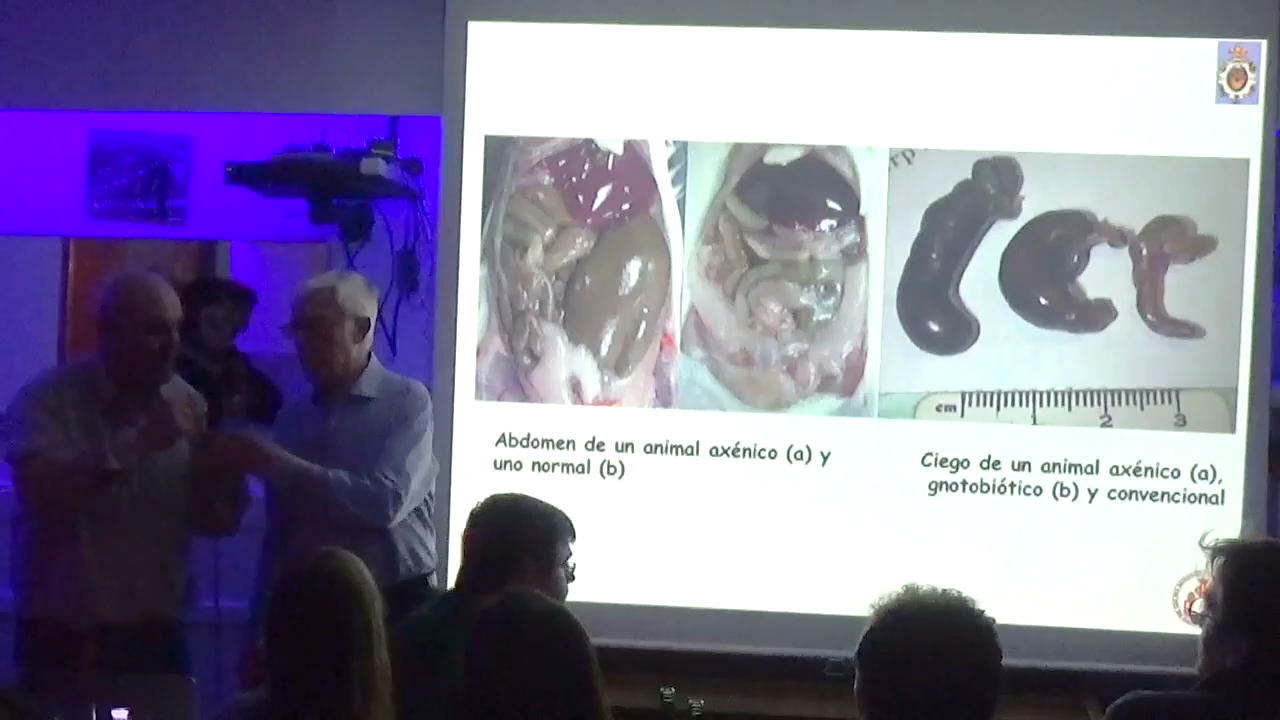 Abdomen de un animal axénico (a) y
uno normal (b)
cm 1 2 3
Ciego de un animal axénico (a),
gnotobiótico (b) y convencional